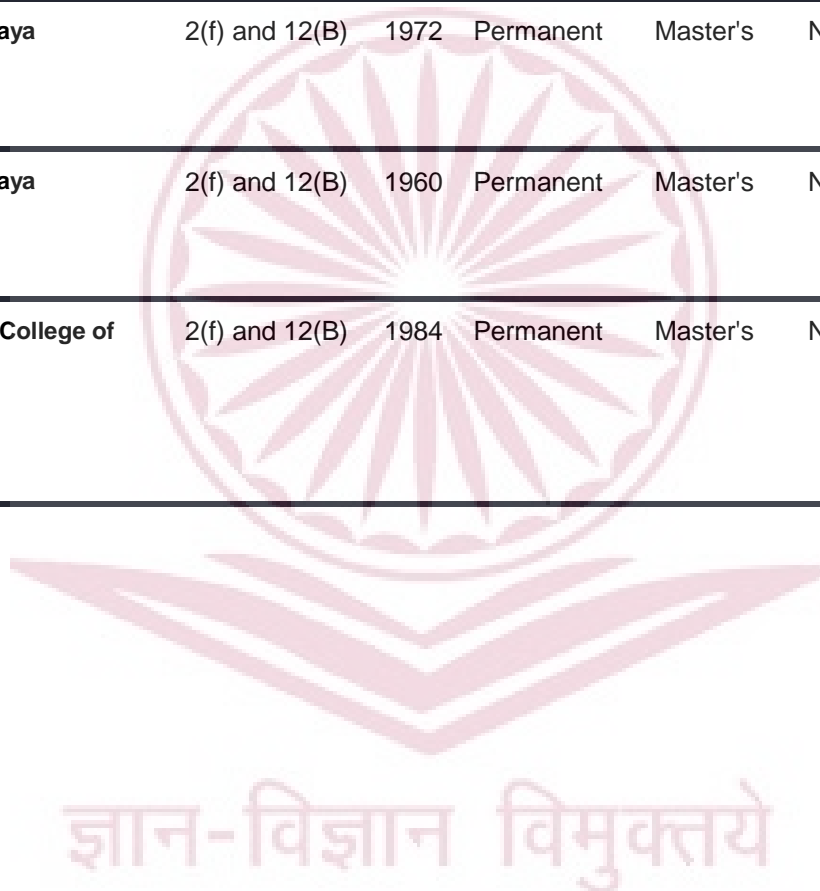 aya 2(f) and 12(B) 1972 Permanent Master's N
aya 2(f) and 12(B) 1960 Permanent Master's N
College of 2(f) and 12(B) 1984 Permanent Master's N
ज्ञान-विज्ञान विमुक्तये